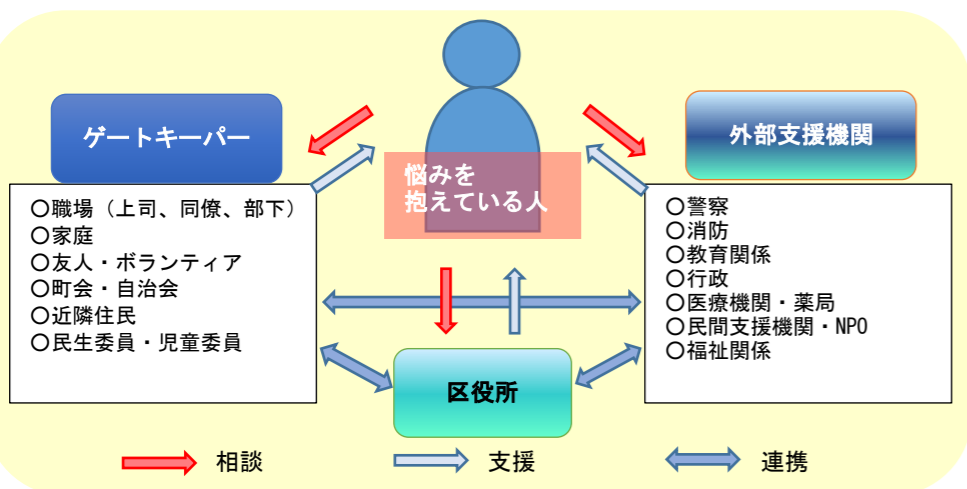 ゲートキーパー
外部支援機関
悩みを
抱えている人
〇職場（上司、同僚、部下）
〇家庭
〇友人・ボランティア
〇町会・自治会
〇近隣住民
〇民生委員・児童委員
〇警察
〇消防
〇教育関係
〇行政
〇医療機関・薬局
〇民間支援機関・NPO
〇福祉関係
区役所
相談
支援
連携